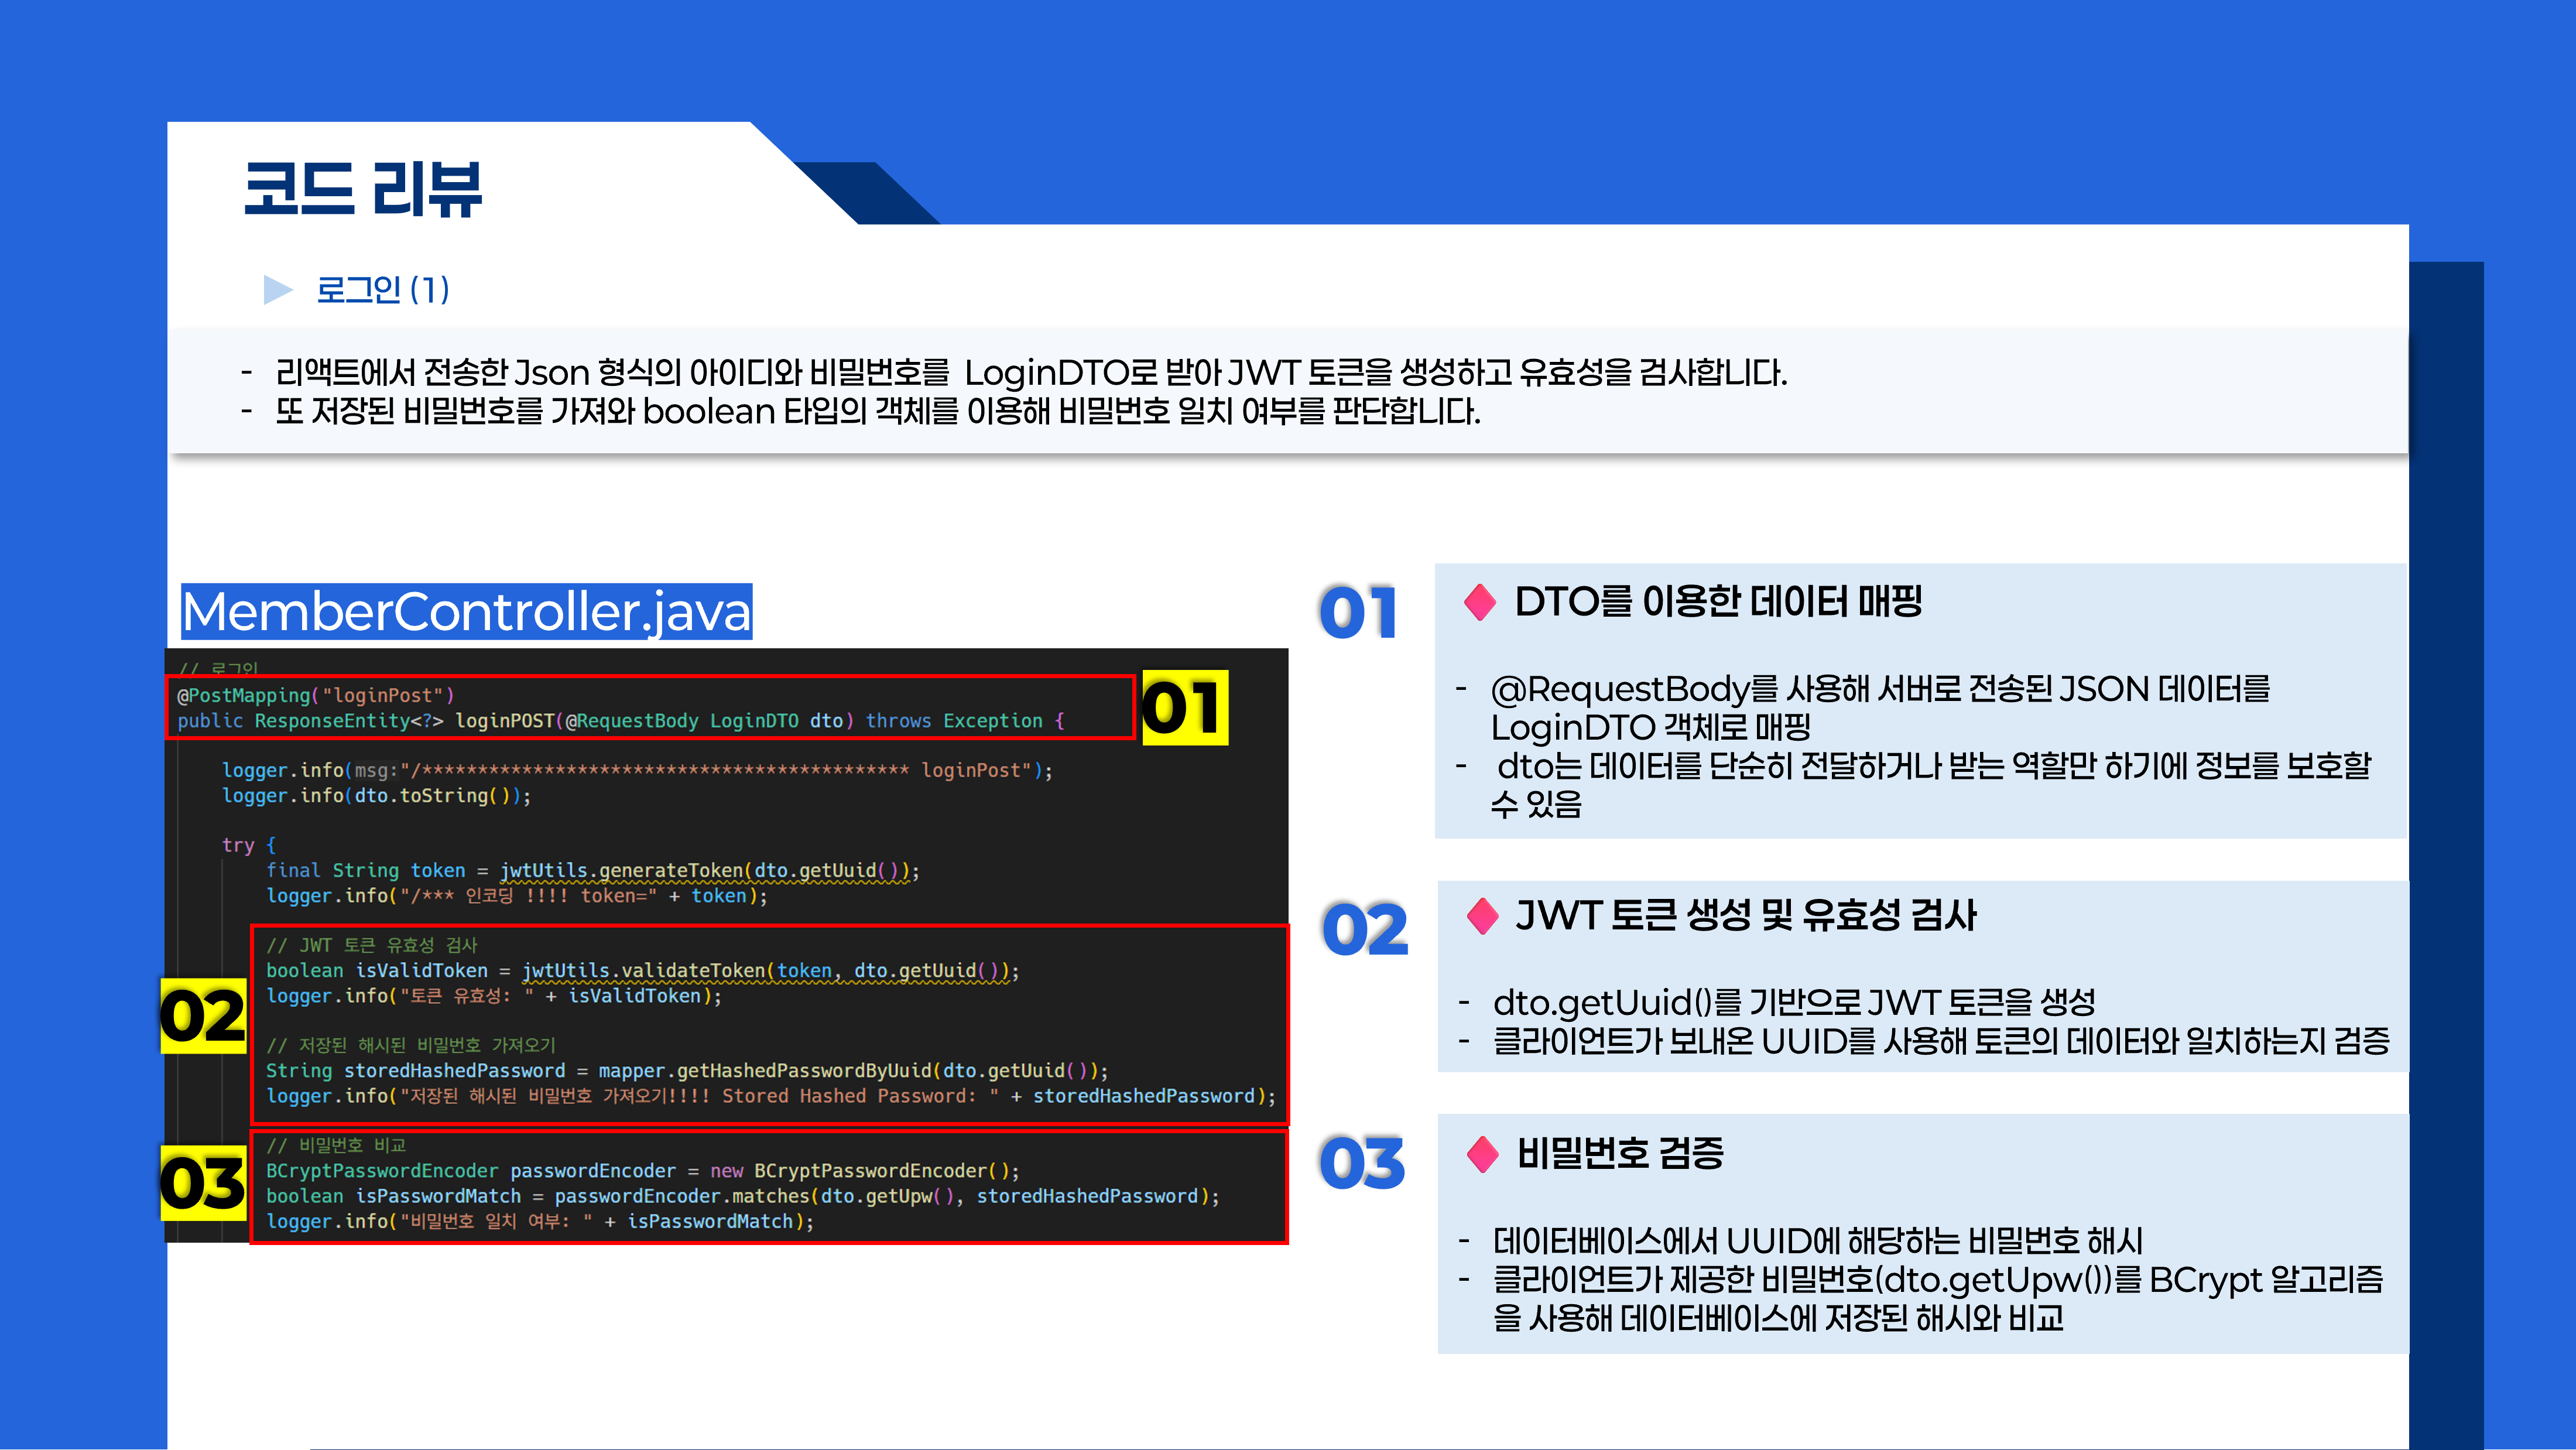 코드 리뷰
로그인 (1)
- 리액트에서 전송한 Json 형식의 아이디와 비밀번호를 LoginDTO로 받아 JWT 토큰을 생성하고 유효성을 검사합니다.
- 또 저장된 비밀번호를 가져와 boolean 타입의 객체를 이용해 비밀번호 일치 여부를 판단합니다.
MemberController.java
// 로그인
@PostMapping("loginPost")
public ResponseEntity<?> loginPOST(@RequestBody LoginDTO dto) throws Exception {
01
logger.info(msg:"/******************************************** loginPost");
logger.info(dto.toString());
try {
final String token = jwtUtils.generateToken(dto.getUuid());
logger.info("/*** 인코딩 !!!! token=" + token);
02
// JWT 토큰 유효성 검사
boolean isValidToken = jwtUtils.validateToken(token, dto.getUuid());
logger.info("토큰 유효성: " + isValidToken);
// 저장된 해시된 비밀번호 가져오기
String storedHashedPassword = mapper.getHashedPasswordByUuid(dto.getUuid());
logger.info("저장된 해시된 비밀번호 가져오기!!!! Stored Hashed Password: " + storedHashedPassword);
03
// 비밀번호 비교
BCryptPasswordEncoder passwordEncoder = new BCryptPasswordEncoder();
boolean isPasswordMatch = passwordEncoder.matches(dto.getUpw(), storedHashedPassword);
logger.info("비밀번호 일치 여부: " + isPasswordMatch);
01
DTO를 이용한 데이터 매핑
- @RequestBody를 사용해 서버로 전송된 JSON 데이터를
LoginDTO 객체로 매핑
- dto는 데이터를 단순히 전달하거나 받는 역할만 하기에 정보를 보호할
수 있음
02
JWT 토큰 생성 및 유효성 검사
- dto.getUuid()를 기반으로 JWT 토큰을 생성
- 클라이언트가 보내온 UUID를 사용해 토큰의 데이터와 일치하는지 검증
03
비밀번호 검증
- 데이터베이스에서 UUID에 해당하는 비밀번호 해시
- 클라이언트가 제공한 비밀번호(dto.getUpw())를 BCrypt 알고리즘
을 사용해 데이터베이스에 저장된 해시와 비교